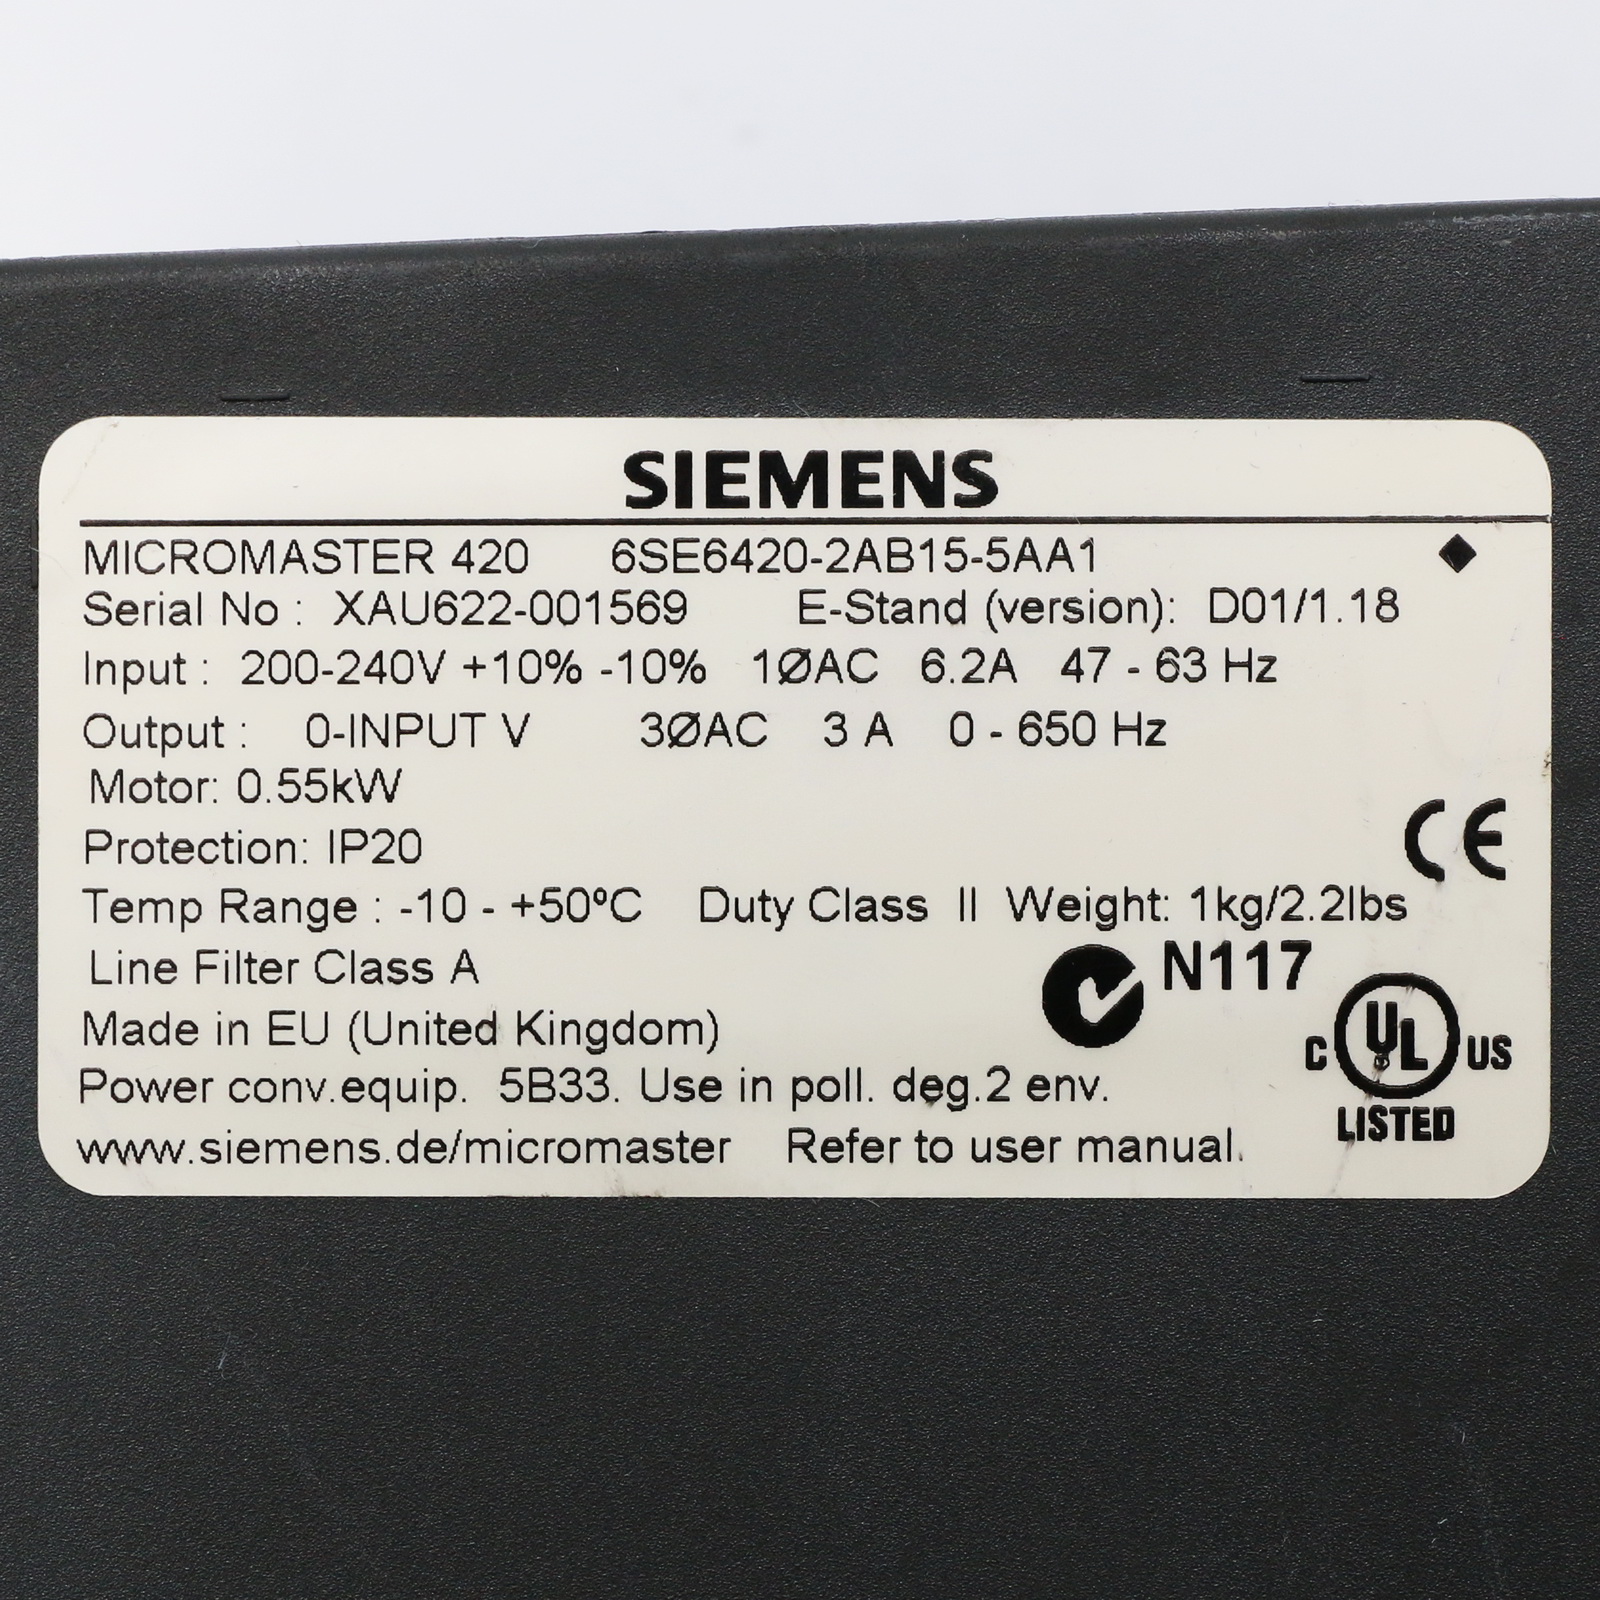 SIEMENS
MICROMASTER 420 6SE6420-2AB15-5AA1
Serial No : XAU622-001569 E-Stand (version): D01/1.18
Input : 200-240V +10% -10% 1ØAC 6.2A 47 - 63 Hz
Output : 0-INPUT V 3ØAC 3 A 0 - 650 Hz
Motor: 0.55kW
Protection: IP20
CE
Temp Range : -10 - +50ºC Duty Class II Weight: 1kg/2.2lbs
Line Filter Class A
N117
Made in EU (United Kingdom)
C UL US
LISTED
Power conv.equip. 5B33. Use in poll. deg.2 env.
www.siemens.de/micromaster Refer to user manual.